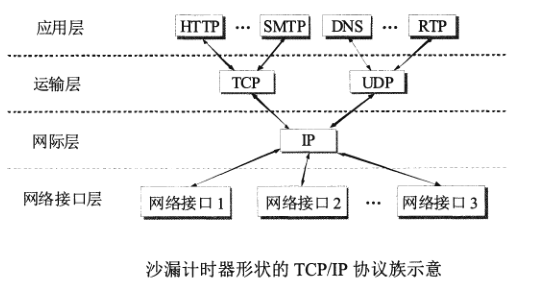 应用层 HTTP … SMTP DNS … RTP
运输层 TCP UDP
网际层 IP
网络接口层 网络接口 1 网络接口 2 … 网络接口 3
沙漏计时器形状的 TCP/IP 协议族示意